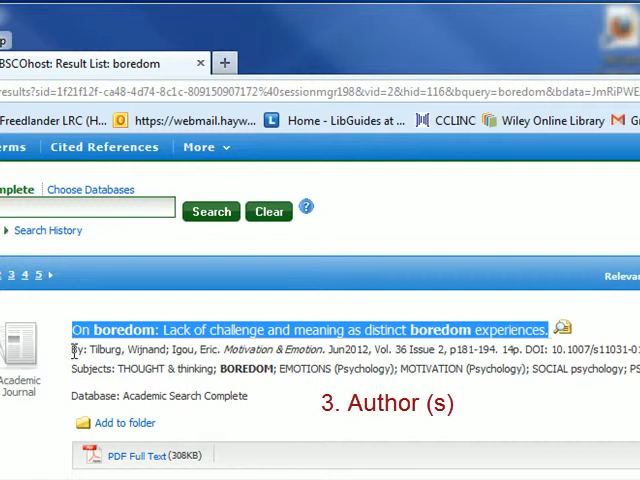 p
BSCOhost: Result List: boredom
results?sid=1f21f12f-ca48-4d74-8c1c-809150907172%40sessionmgr198&vid=2&hid=116&bquery=boredom&bdata=JmRiPWE
Freedlander LRC (H... https://webmail.hayw... Home - LibGuides at ... CCLINC Wiley Online Library G
erms Cited References More
mplete Choose Databases
Search Clear ?
Search History
3 4 5
Relevan
On boredom: Lack of challenge and meaning as distinct boredom experiences.
By: Tilburg, Wijnand; Igou, Eric. Motivation & Emotion. Jun2012, Vol. 36 Issue 2, p181-194. 14p. DOI: 10.1007/s11031-01
Subjects: THOUGHT & thinking; BOREDOM; EMOTIONS (Psychology); MOTIVATION (Psychology); SOCIAL psychology; PS
Academic
Journal
Database: Academic Search Complete
3. Author (s)
Add to folder
PDF Full Text (308KB)